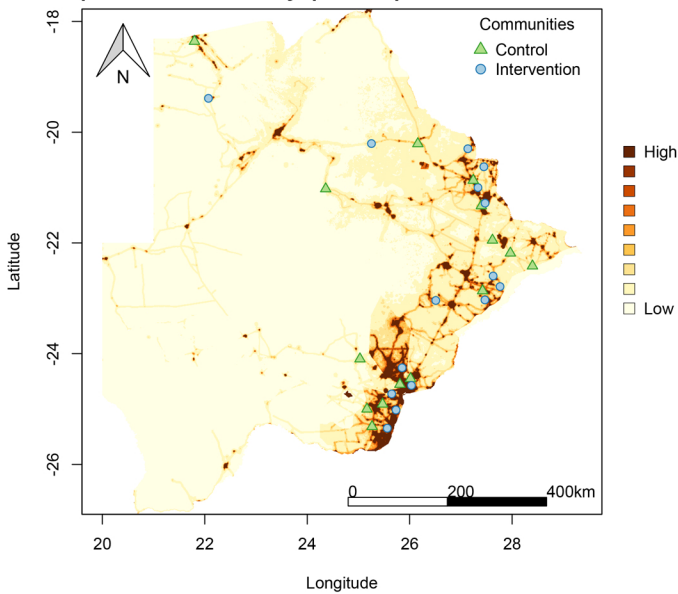 Communities
Control
Intervention
N
High
Low
Latitude
-18
-20
-22
-24
-26
0 200 400km
20 22 24 26 28
Longitude